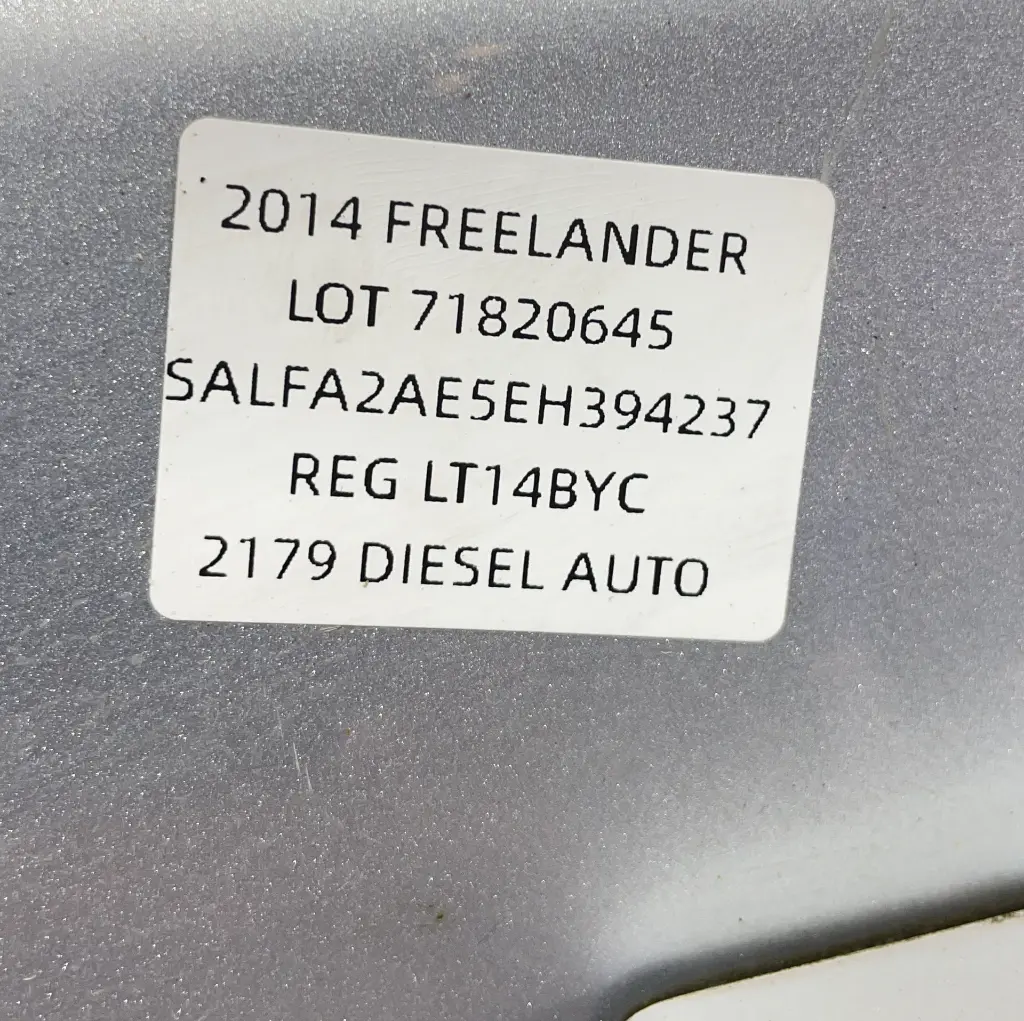 2014 FREELANDER
LOT 71820645
SALFA2AE5EH394237
REG LT14BYC
2179 DIESEL AUTO